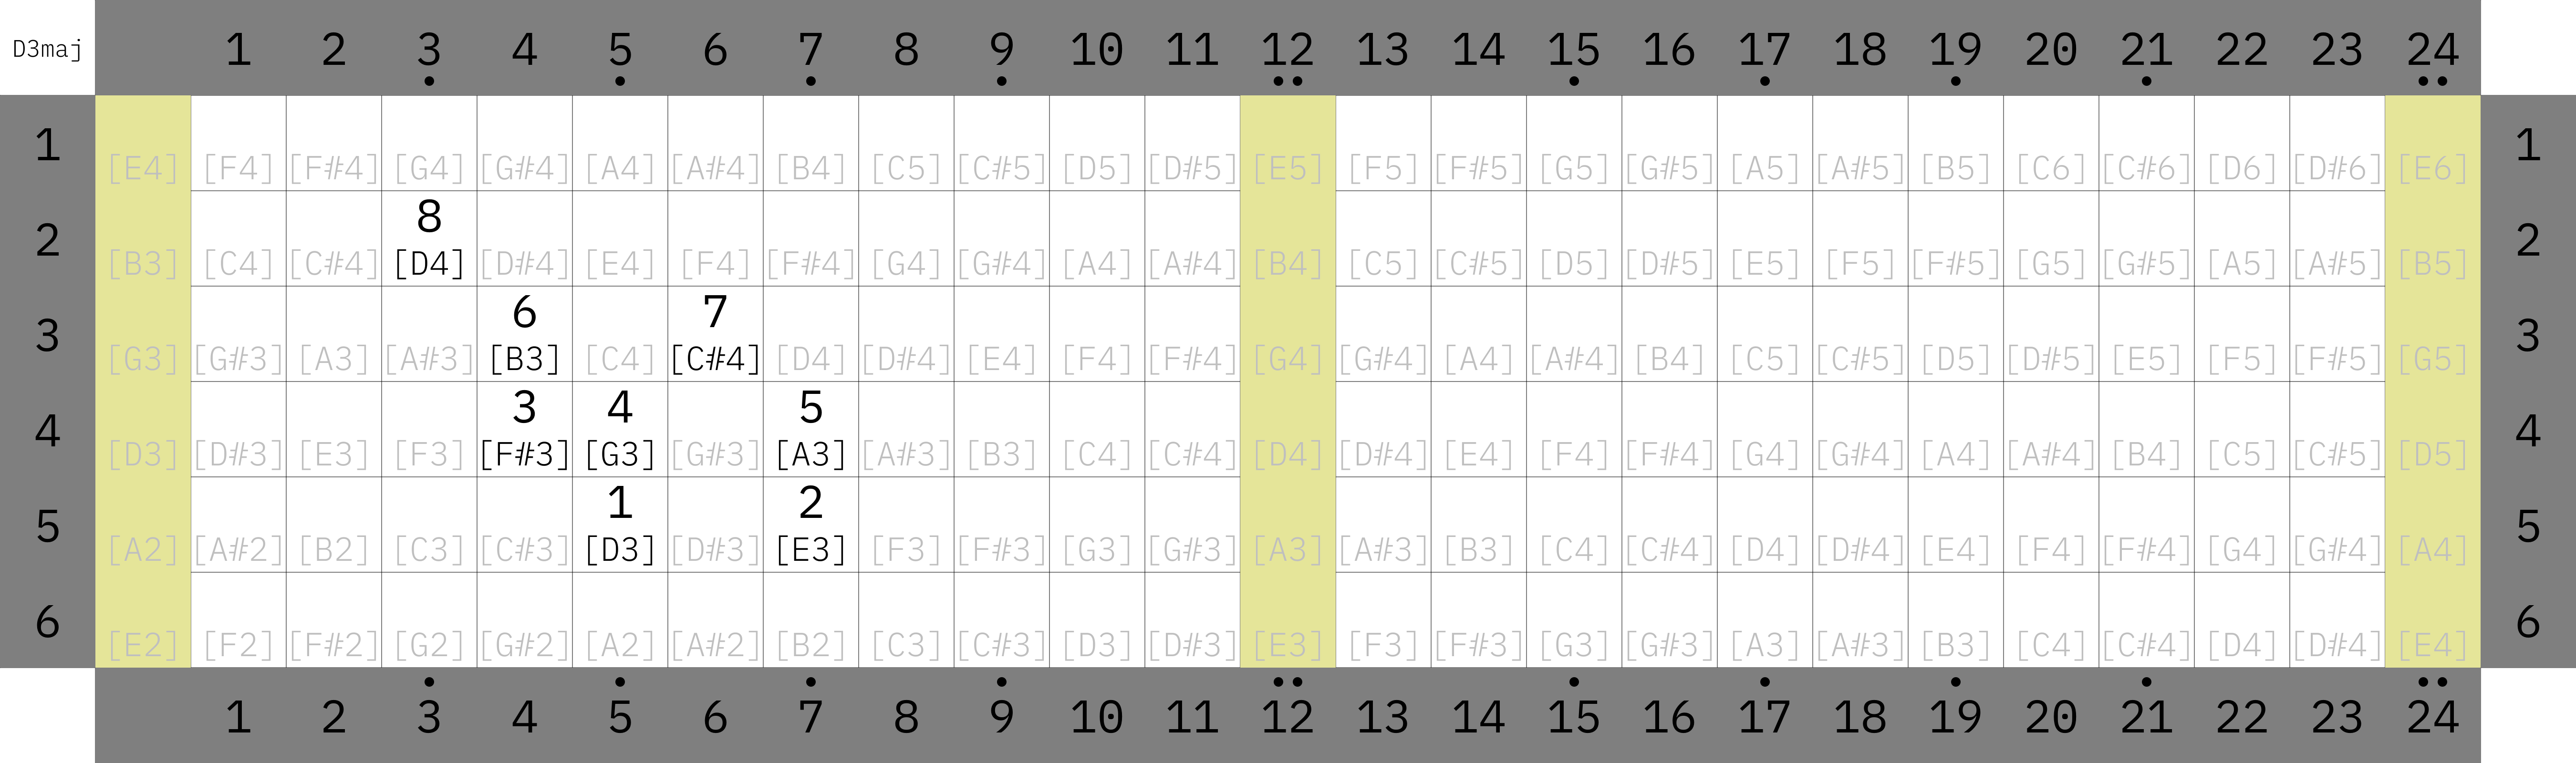 D3maj 1 2 3 4 5 6 7 8 9 10 11 12 13 14 15 16 17 18 19 20 21 22 23 24
1 [E4] [F4] [F#4] [G4] [G#4] [A4] [A#4] [B4] [C5] [C#5] [D5] [D#5] [E5] [F5] [F#5] [G5] [G#5] [A5] [A#5] [B5] [C6] [C#6] [D6] [D#6] [E6] 1
8
2 [B3] [C4] [C#4] [D4] [D#4] [E4] [F4] [F#4] [G4] [G#4] [A4] [A#4] [B4] [C5] [C#5] [D5] [D#5] [E5] [F5] [F#5] [G5] [G#5] [A5] [A#5] [B5] 2
6 7
3 [G3] [G#3] [A3] [A#3] [B3] [C4] [C#4] [D4] [D#4] [E4] [F4] [F#4] [G4] [G#4] [A4] [A#4] [B4] [C5] [C#5] [D5] [D#5] [E5] [F5] [F#5] [G5] 3
3 4 5
4 [D3] [D#3] [E3] [F3] [F#3] [G3] [G#3] [A3] [A#3] [B3] [C4] [C#4] [D4] [D#4] [E4] [F4] [F#4] [G4] [G#4] [A4] [A#4] [B4] [C5] [C#5] [D5] 4
1 2
5 [A2] [A#2] [B2] [C3] [C#3] [D3] [D#3] [E3] [F3] [F#3] [G3] [G#3] [A3] [A#3] [B3] [C4] [C#4] [D4] [D#4] [E4] [F4] [F#4] [G4] [G#4] [A4] 5
6 [E2] [F2] [F#2] [G2] [G#2] [A2] [A#2] [B2] [C3] [C#3] [D3] [D#3] [E3] [F3] [F#3] [G3] [G#3] [A3] [A#3] [B3] [C4] [C#4] [D4] [D#4] [E4] 6
1 2 3 4 5 6 7 8 9 10 11 12 13 14 15 16 17 18 19 20 21 22 23 24